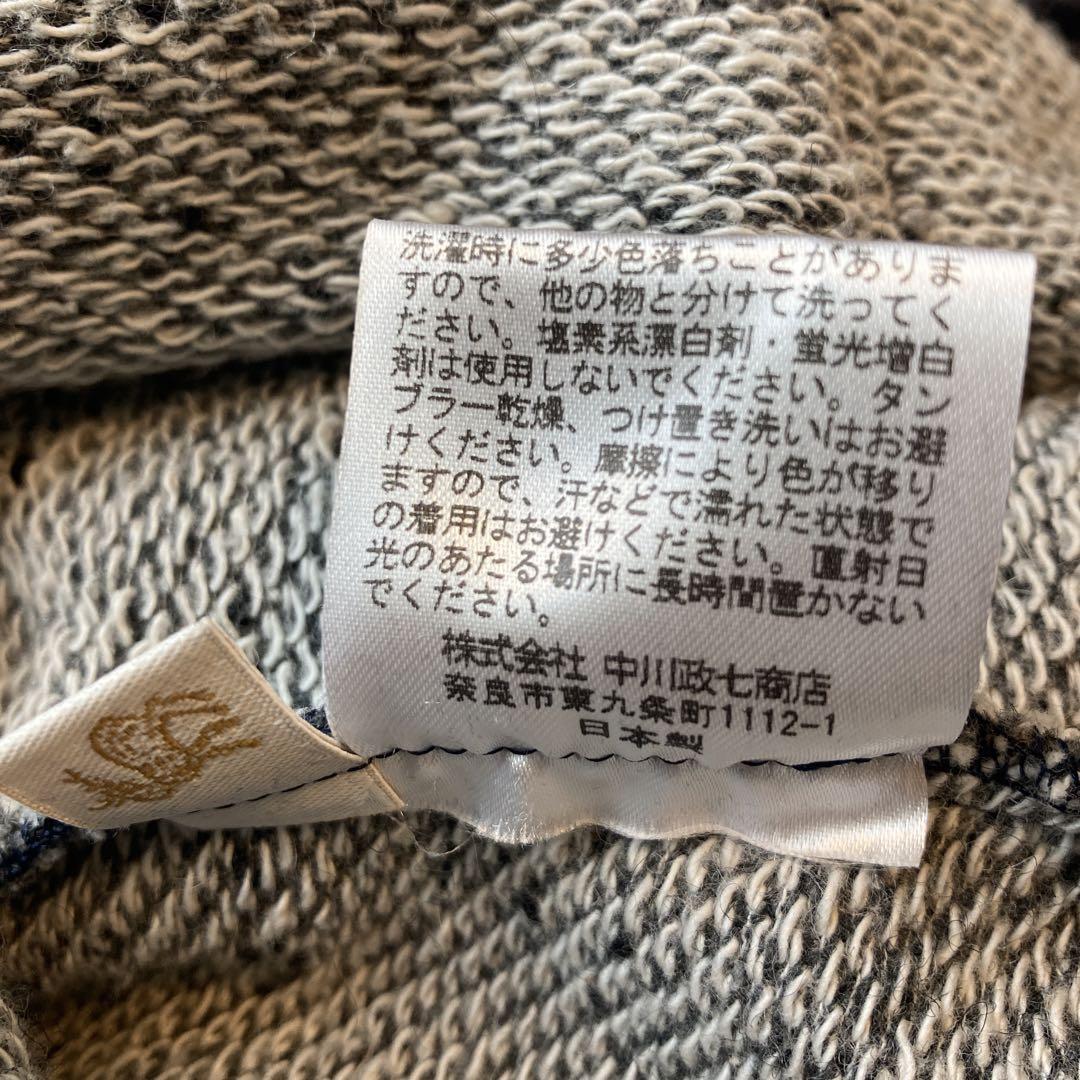 洗濯時に多少色落ちことがありま
すので、他の物と分けて洗ってく
ださい。塩素系漂白剤・蛍光増白
剤は使用しないでください。タン
ブラー乾燥、つけ置き洗いはお避
けください。摩擦により色が移り
ますので、汗などで濡れた状態で
の着用はお避けください。直射日
光のあたる場所に長時間置かない
でください。
株式会社 中川政七商店
奈良市東九条町1112-1
日本製